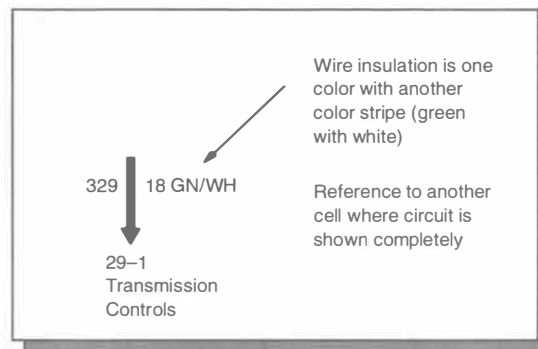 Wire insulation is one
color with another
color stripe (green
with white)
329 18 GN/WH
Reference to another
cell where circuit is
shown completely
29–1
Transmission
Controls